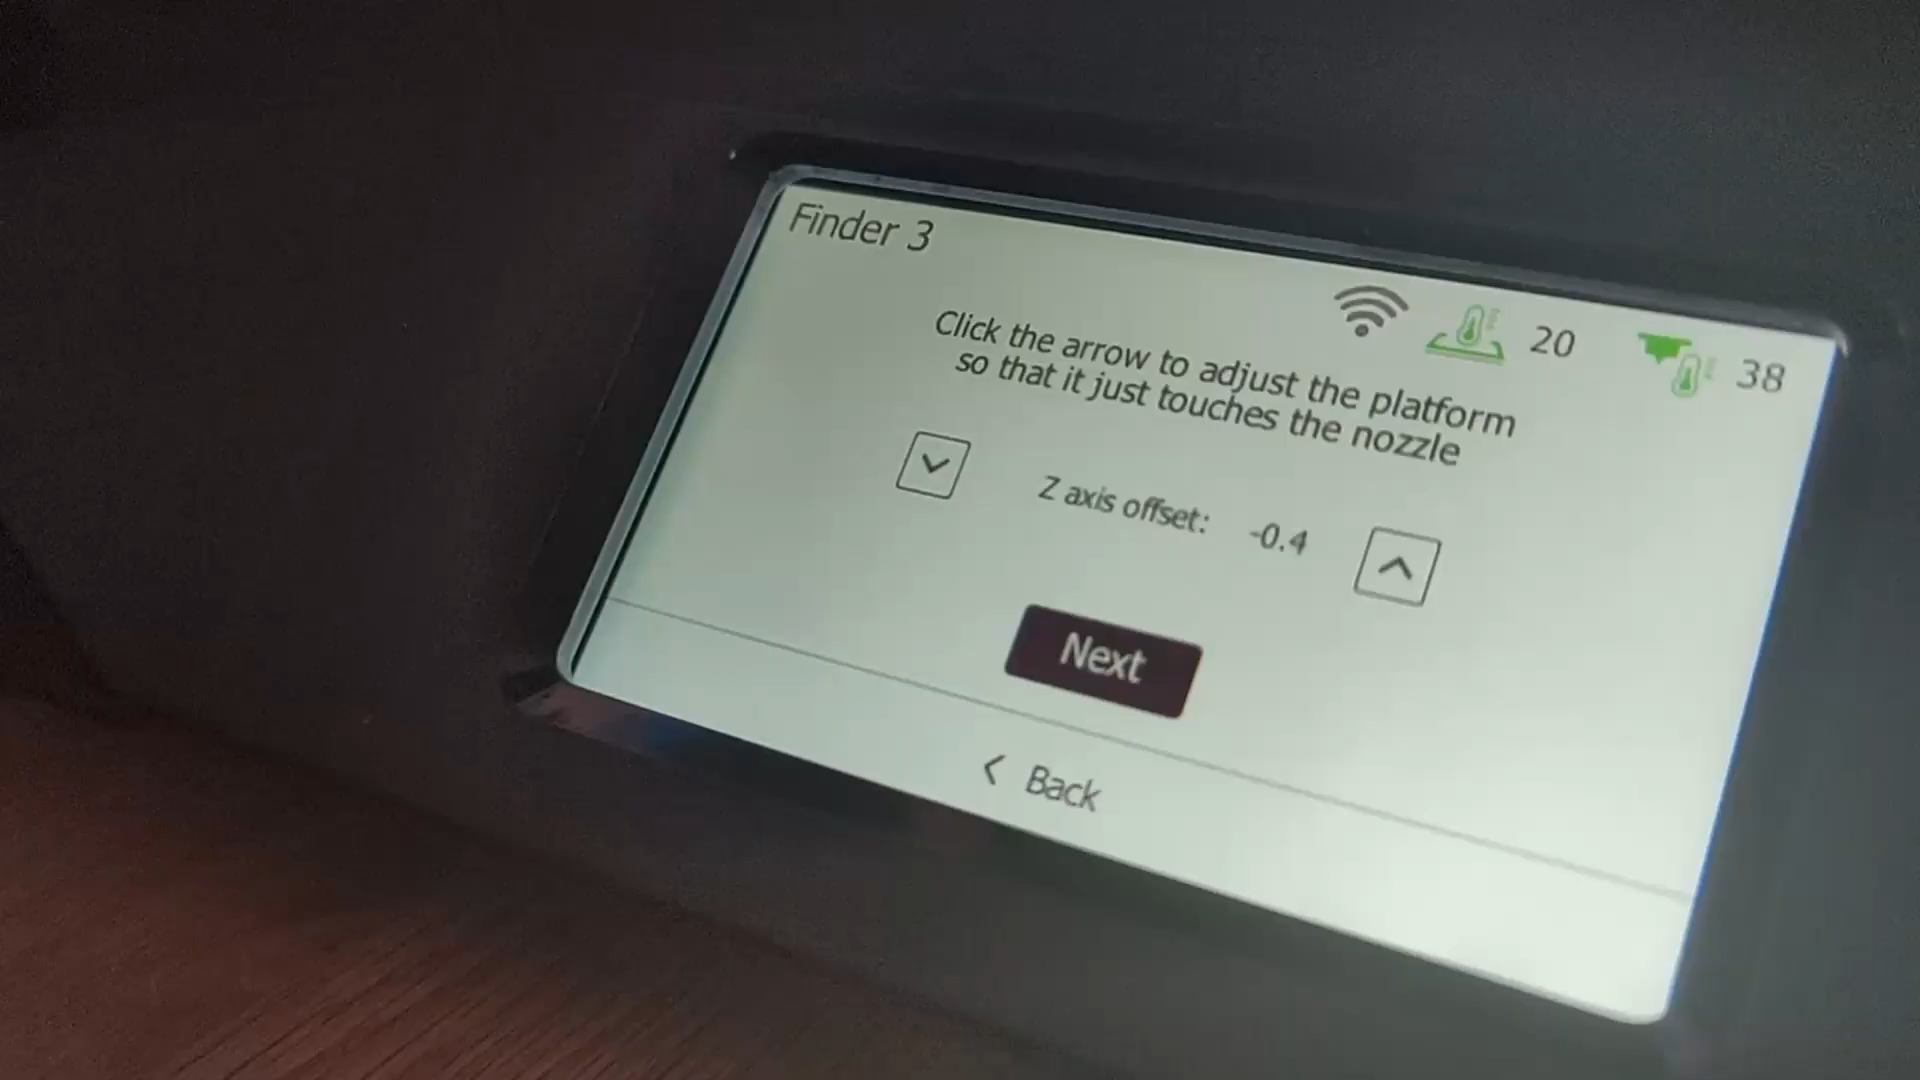 Finder 3
20
38
Click the arrow to adjust the platform
so that it just touches the nozzle
Z axis offset: -0.4
Next
Back